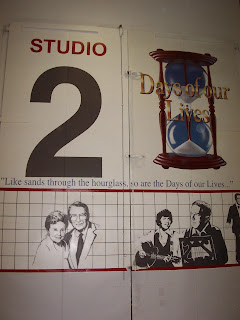 STUDIO
2
Days of our
Lives
"Like sands through the hourglass, so are the Days of our Lives..."